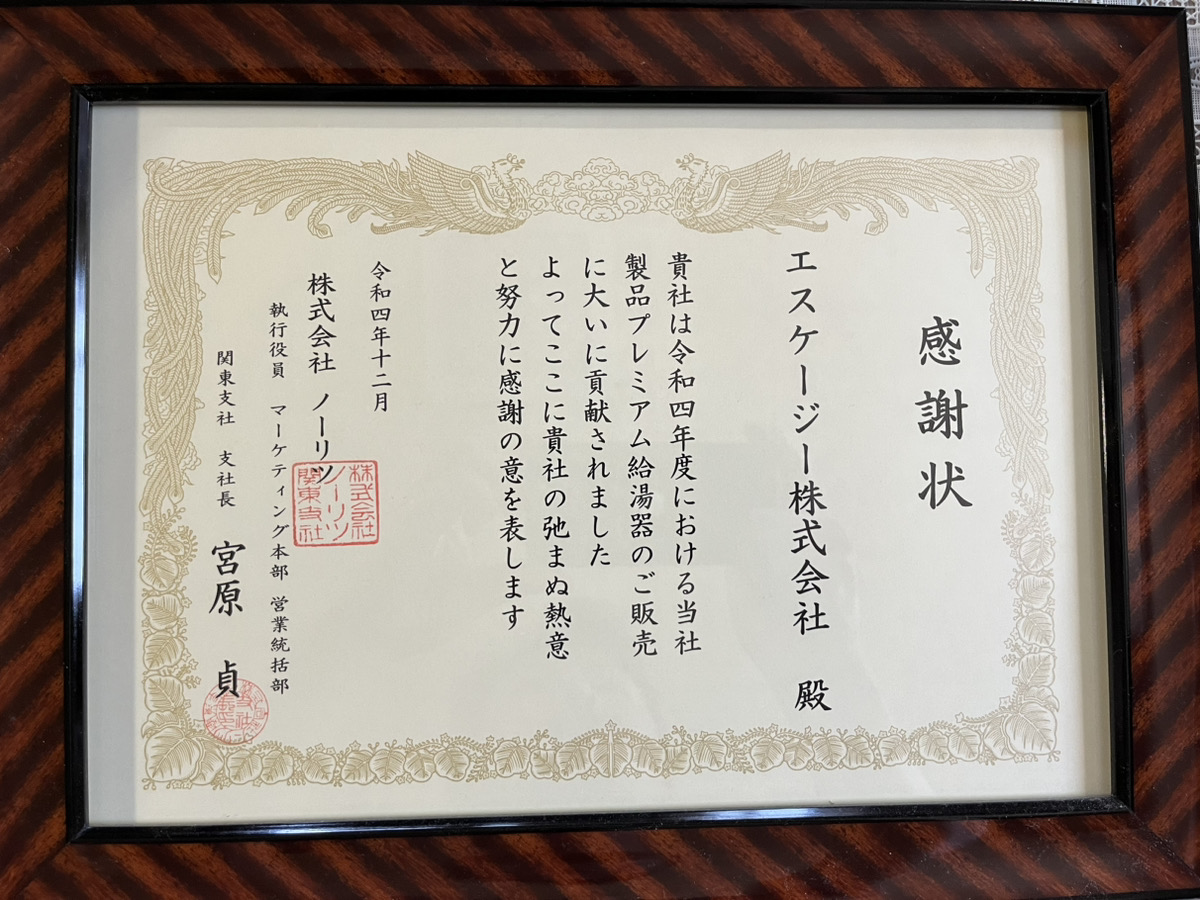 感謝状
エスケージー株式会社 殿
貴社は令和四年度における当社
製品プレミアム給湯器のご販売
に大いに貢献されました
よってここに貴社の弛まぬ熱意
と努力に感謝の意を表します
令和四年十二月
株式会社 ノーリツ
株式会社
ノーリツ
関東支社
執行役員 マーケティング本部 営業統括部
関東支社 支社長 宮原 貞